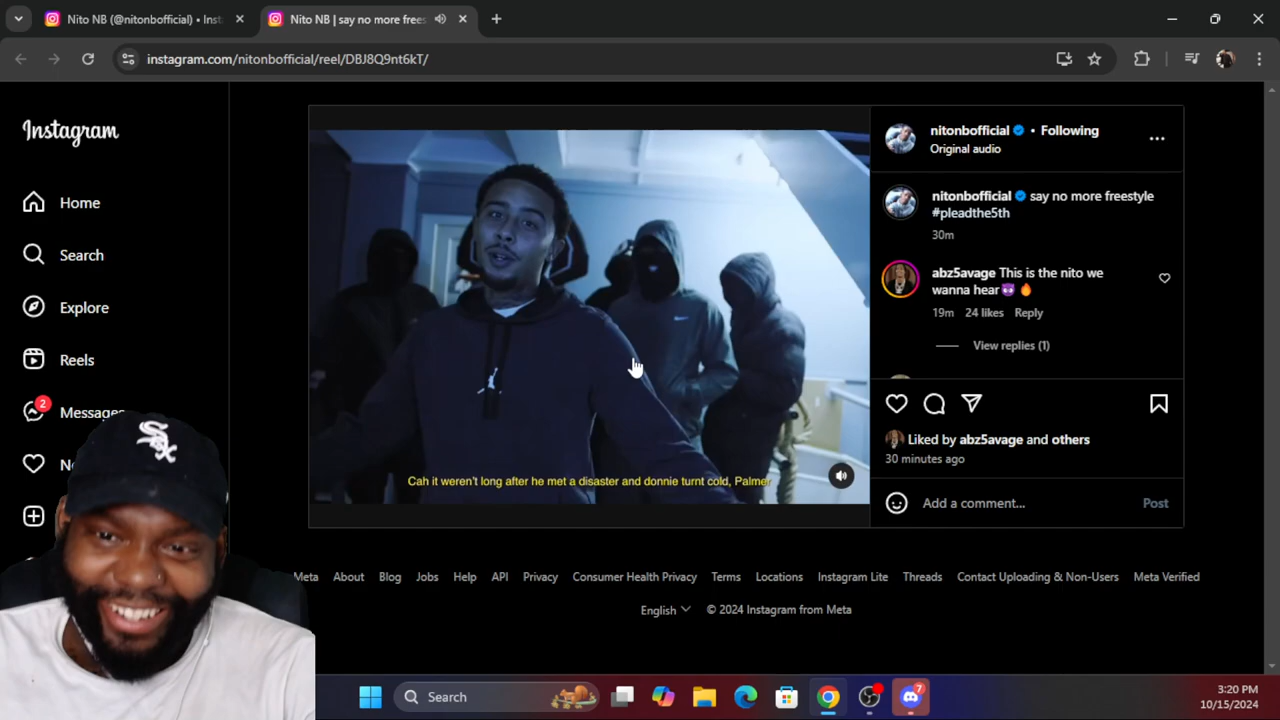 Nito NB (@nitonbofficial) • Inst
Nito NB | say no more frees
instagram.com/nitonbofficial/reel/DBJ8Q9nt6kT/
Instagram
Home
Search
Explore
Reels
2
Messages
N
nitonbofficial • Following
Original audio
nitonbofficial say no more freestyle
#pleadthe5th
30m
abz5avage This is the nito we
wanna hear😈🔥
19m 24 likes Reply
View replies (1)
Liked by abz5avage and others
30 minutes ago
Add a comment...
Post
Cah it weren't long after he met a disaster and donnie turnt cold, Palmer
Meta About Blog Jobs Help API Privacy Consumer Health Privacy Terms Locations Instagram Lite Threads Contact Uploading & Non-Users Meta Verified
English © 2024 Instagram from Meta
Search
7
3:20 PM
10/15/2024